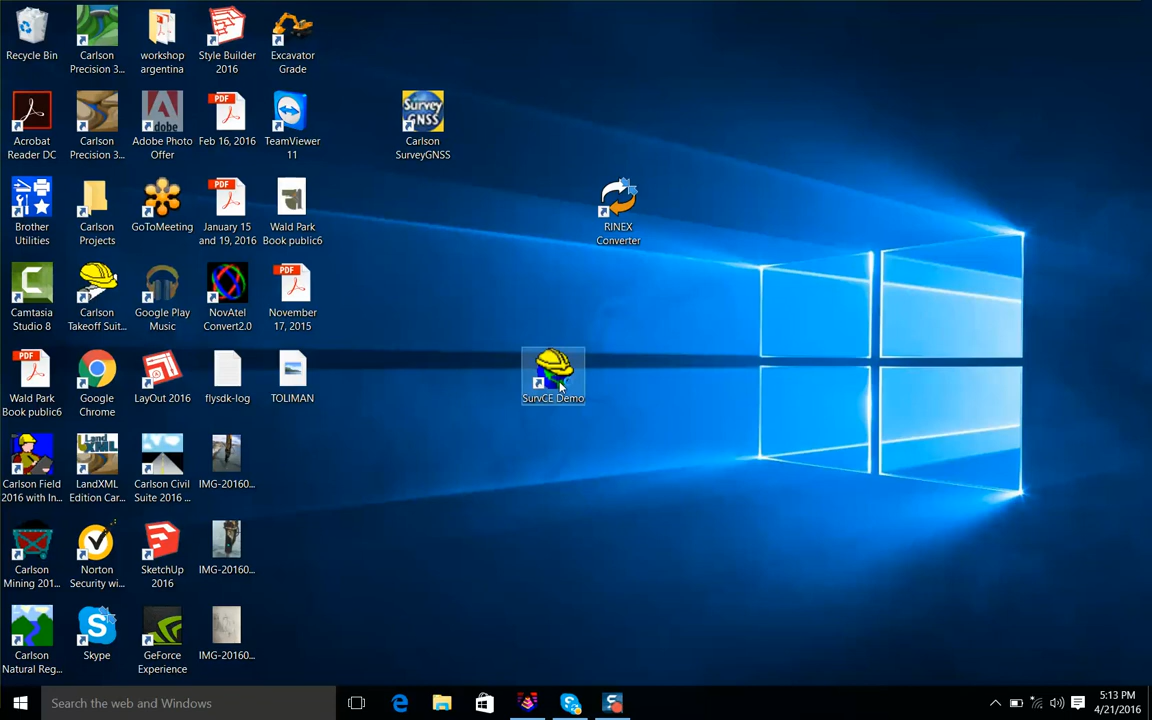 Recycle Bin
Carlson
Precision 3...
workshop
argentina
Style Builder
2016
Excavator
Grade
Acrobat
Reader DC
Carlson
Precision 3...
Adobe Photo
Offer
Feb 16, 2016
TeamViewer
11
Survey
GNSS
Carlson
SurveyGNSS
Brother
Utilities
Carlson
Projects
GoToMeeting
January 15
and 19, 2016
Wald Park
Book public6
RINEX
Converter
Camtasia
Studio 8
Carlson
Takeoff Suit...
Google Play
Music
NovAtel
Convert2.0
November
17, 2015
Wald Park
Book public6
Google
Chrome
LayOut 2016
flysdk-log
TOLIMAN
SurvCE Demo
Carlson Field
2016 with In...
LandXML
Edition Car...
Carlson Civil
Suite 2016 ...
IMG-20160...
Carlson
Mining 201...
Norton
Security wi...
SketchUp
2016
IMG-20160...
Carlson
Natural Reg...
Skype
GeForce
Experience
IMG-20160...
Search the web and Windows
5:13 PM
4/21/2016